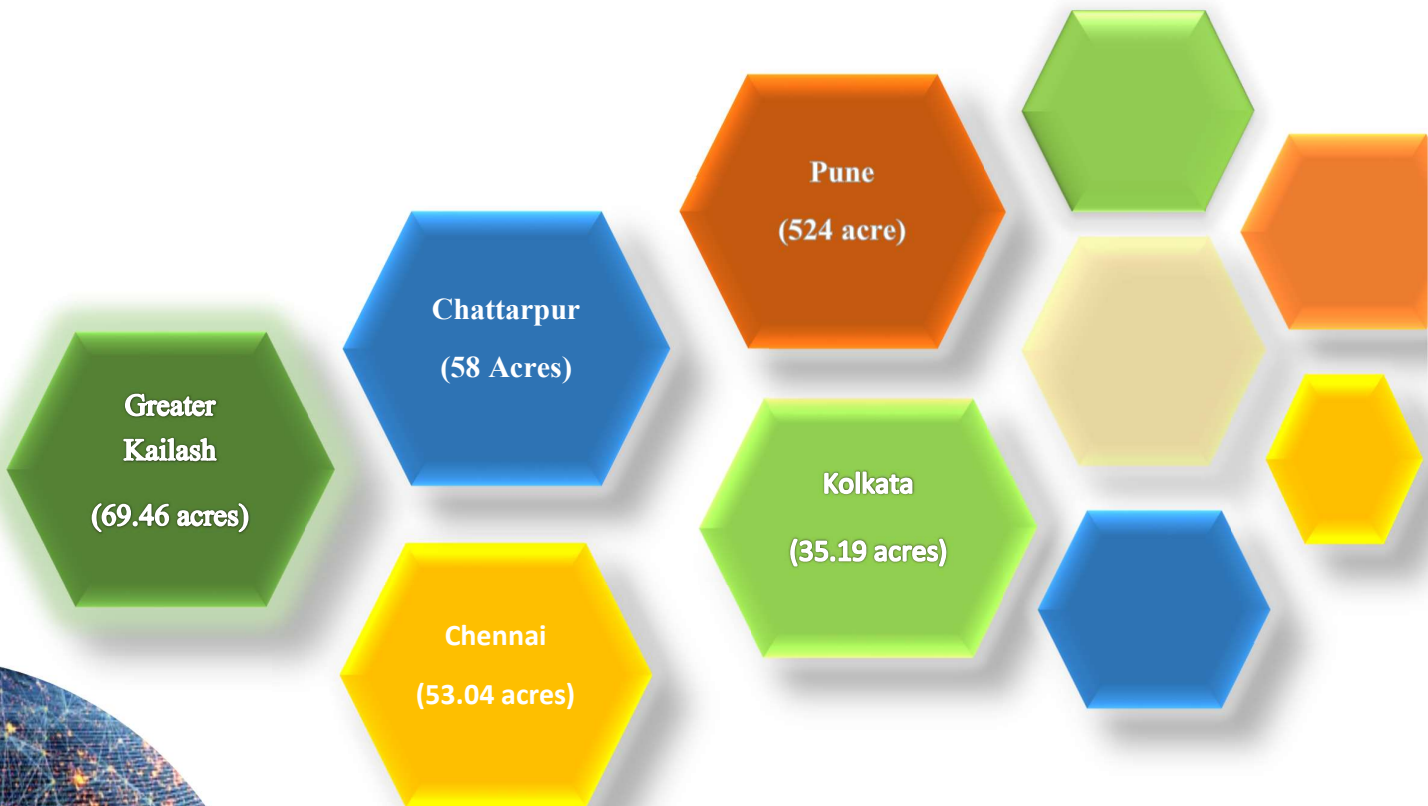 Pune
(524 acre)
Chattarpur
(58 Acres)
Greater
Kailash
(69.46 acres)
Kolkata
(35.19 acres)
Chennai
(53.04 acres)